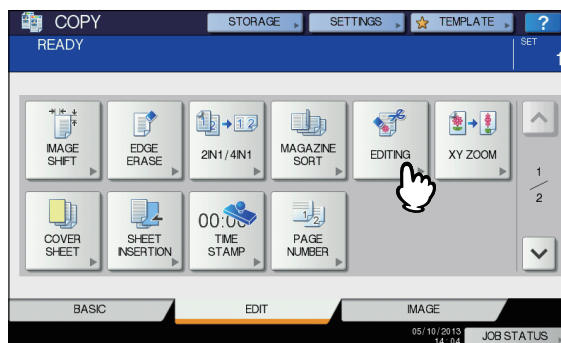 COPY
STORAGE
SETTINGS
TEMPLATE
?
READY
SET
1
IMAGE
SHIFT
EDGE
ERASE
2IN1/4IN1
MAGAZINE
SORT
EDITING
XY ZOOM
1
2
COVER
SHEET
SHEET
INSERTION
00:00
TIME
STAMP
PAGE
NUMBER
BASIC
EDIT
IMAGE
05/10/2013
14:04
JOB STATUS